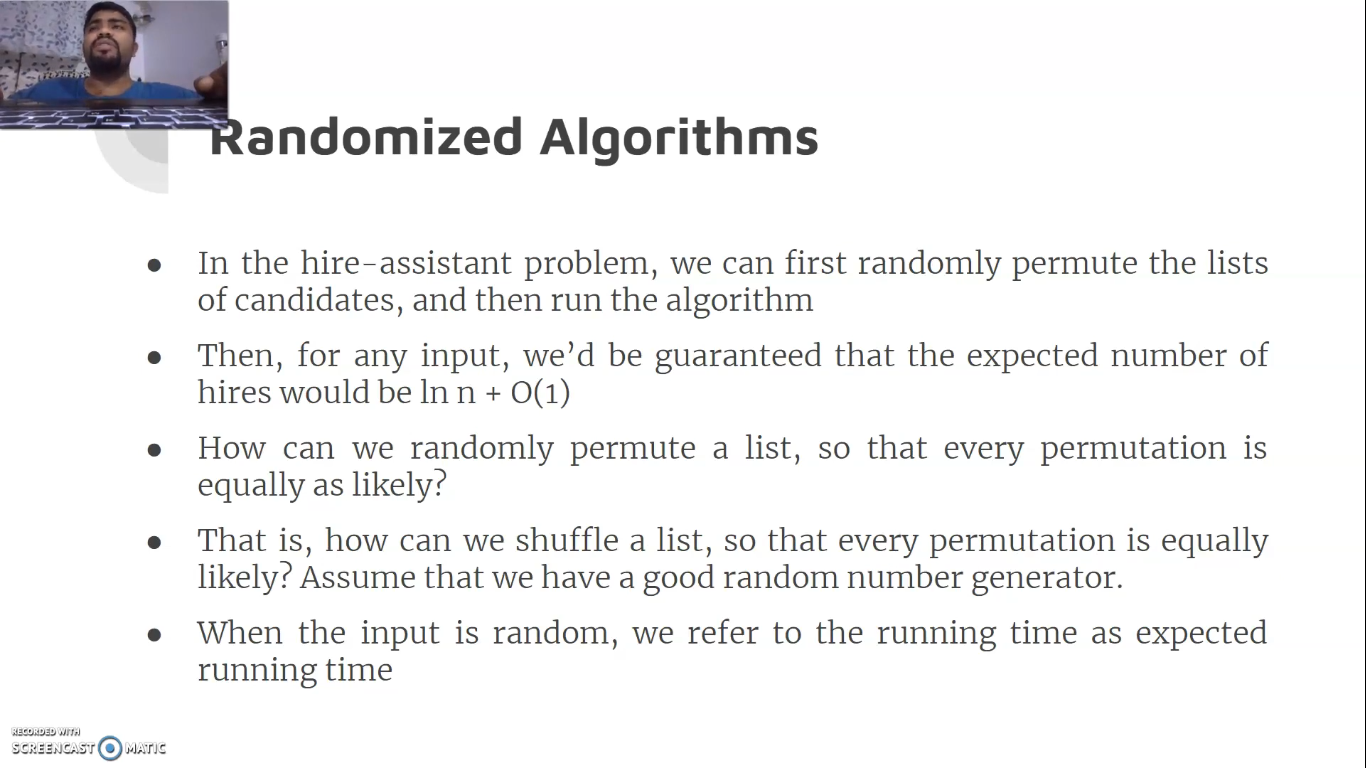 Randomized Algorithms
● In the hire-assistant problem, we can first randomly permute the lists
of candidates, and then run the algorithm
● Then, for any input, we’d be guaranteed that the expected number of
hires would be ln n + O(1)
● How can we randomly permute a list, so that every permutation is
equally as likely?
● That is, how can we shuffle a list, so that every permutation is equally
likely? Assume that we have a good random number generator.
● When the input is random, we refer to the running time as expected
running time
RECORDED WITH
SCREENCAST MATIC